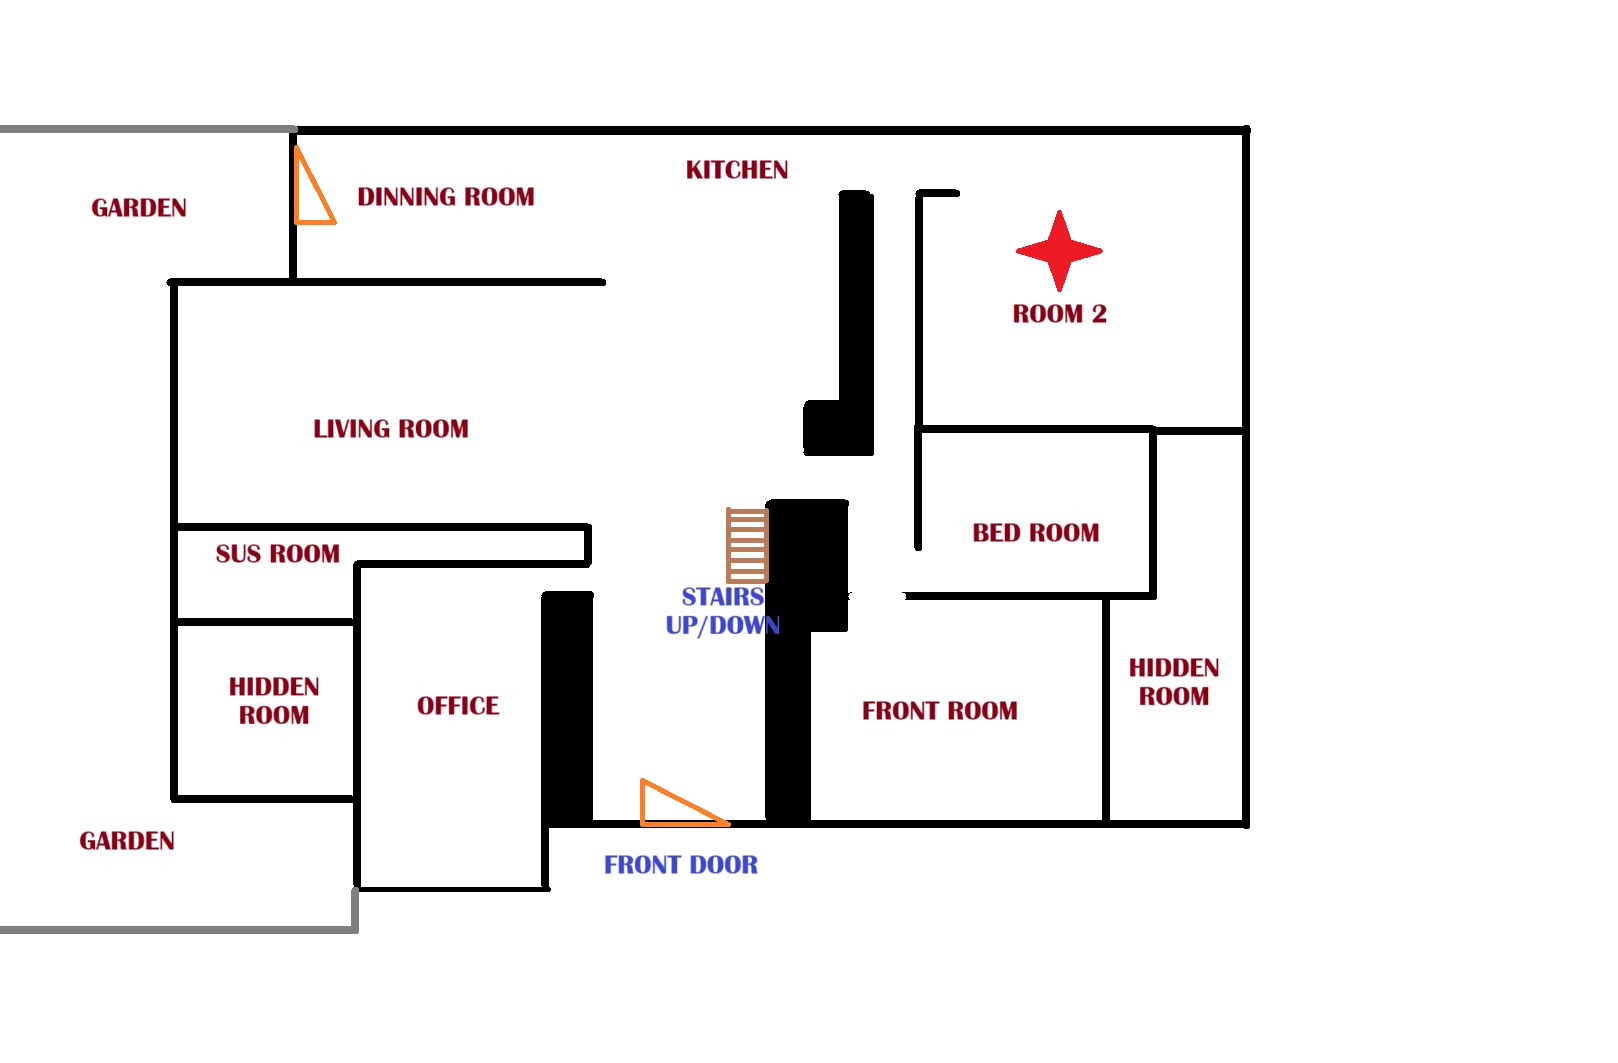 KITCHEN
GARDEN
DINNING ROOM
ROOM 2
LIVING ROOM
BED ROOM
SUS ROOM
STAIRS
UP/DOWN
HIDDEN
ROOM
OFFICE
FRONT ROOM
HIDDEN
ROOM
GARDEN
FRONT DOOR